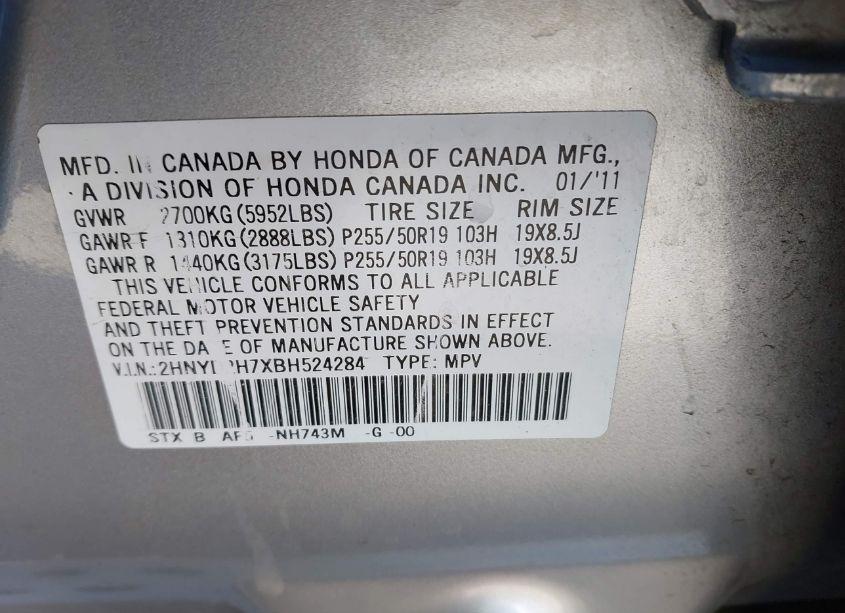 MFD. IN CANADA BY HONDA OF CANADA MFG.,
A DIVISION OF HONDA CANADA INC. 01/'11
GVWR 2700KG (5952LBS) TIRE SIZE RIM SIZE
GAWR F 1310KG (2888LBS) P255/50R19 103H 19X8.5J
GAWR R 1440KG (3175LBS) P255/50R19 103H 19X8.5J
THIS VEHICLE CONFORMS TO ALL APPLICABLE
FEDERAL MOTOR VEHICLE SAFETY
AND THEFT PREVENTION STANDARDS IN EFFECT
ON THE DATE OF MANUFACTURE SHOWN ABOVE.
V.I.N.: TYPE: MPV
STX B -NH743M -G -00